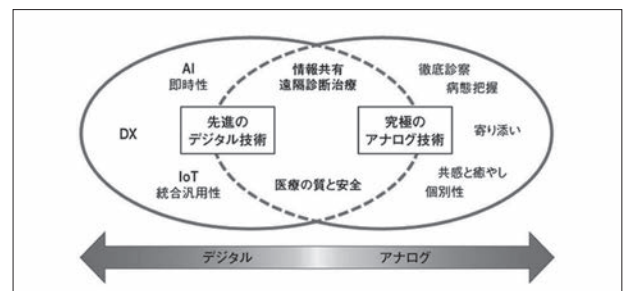 AI
即時性
情報共有
遠隔診断治療
徹底診察
病態把握
DX
先進の
デジタル技術
究極の
アナログ技術
寄り添い
IoT
統合汎用性
医療の質と安全
共感と癒やし
個別性
デジタル
アナログ